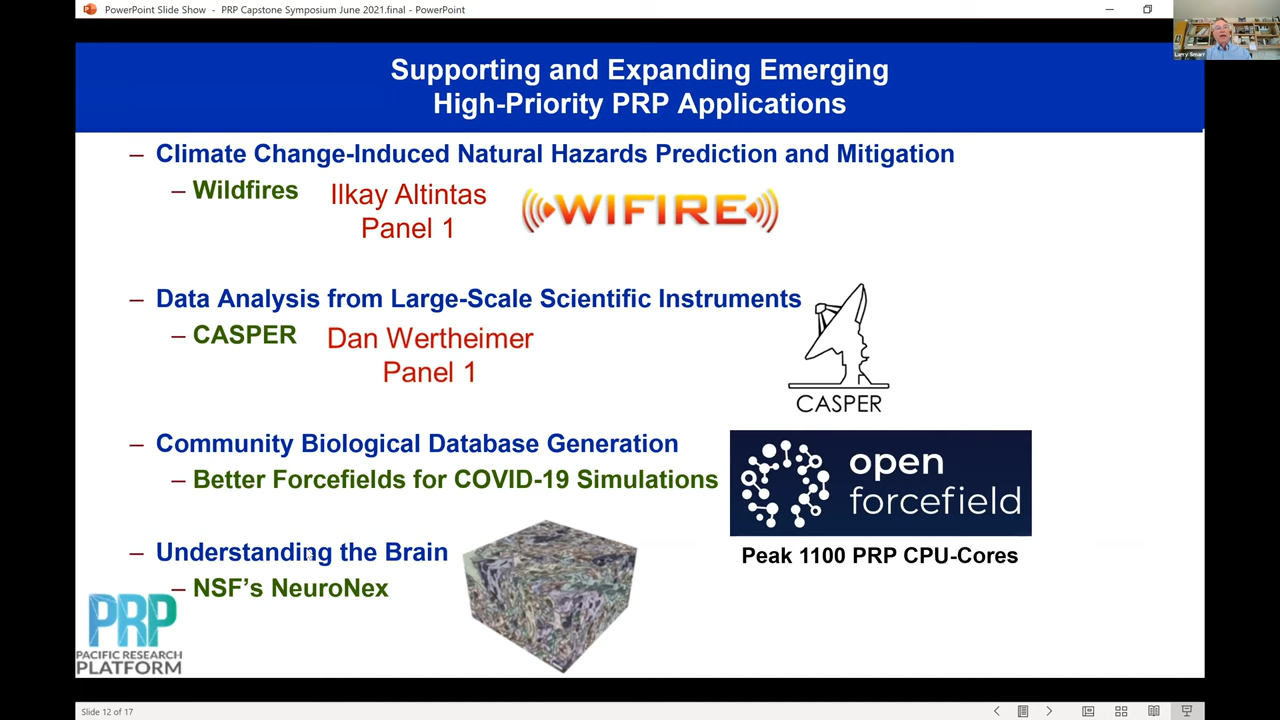 PowerPoint Slide Show - PRP Capstone Symposium June 2021.final - PowerPoint
Larry Smarr
Supporting and Expanding Emerging
High-Priority PRP Applications
– Climate Change-Induced Natural Hazards Prediction and Mitigation
– Wildfires
Ilkay Altintas
Panel 1
WIFIRE
– Data Analysis from Large-Scale Scientific Instruments
– CASPER
Dan Wertheimer
Panel 1
CASPER
– Community Biological Database Generation
– Better Forcefields for COVID-19 Simulations
open
forcefield
Peak 1100 PRP CPU-Cores
– Understanding the Brain
– NSF’s NeuroNex
PRP
PACIFIC RESEARCH
PLATFORM
Slide 12 of 17